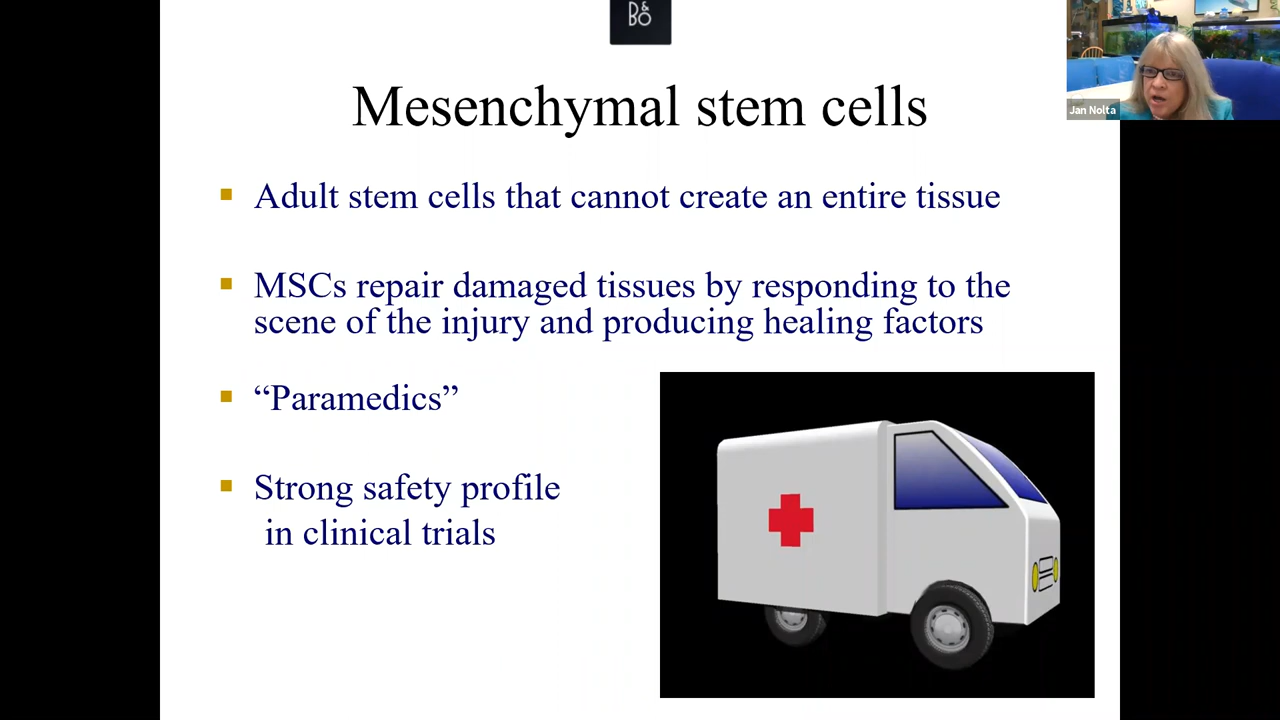 B&O
Mesenchymal stem cells
Jan Nolta
Adult stem cells that cannot create an entire tissue
MSCs repair damaged tissues by responding to the
scene of the injury and producing healing factors
“Paramedics”
Strong safety profile
in clinical trials